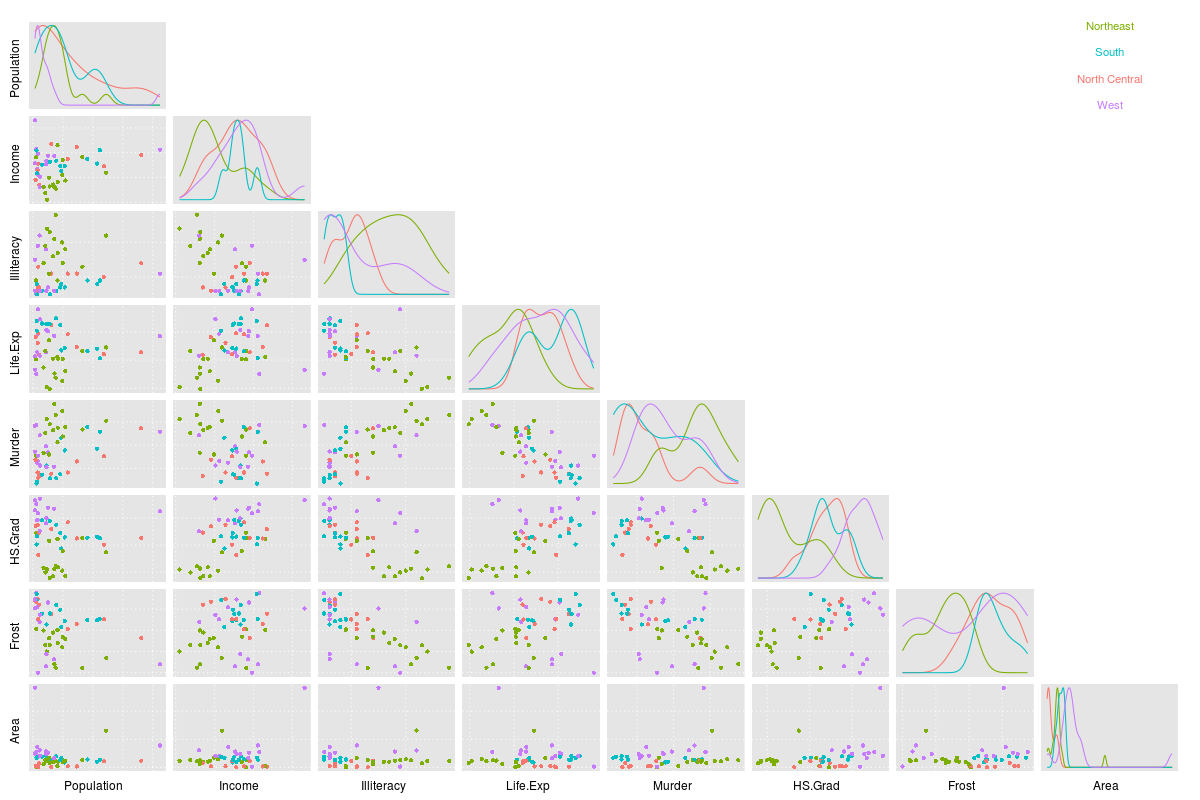 Northeast
South
North Central
West
Population
Income
Illiteracy
Life.Exp
Murder
HS.Grad
Frost
Area
Population Income Illiteracy Life.Exp Murder HS.Grad Frost Area